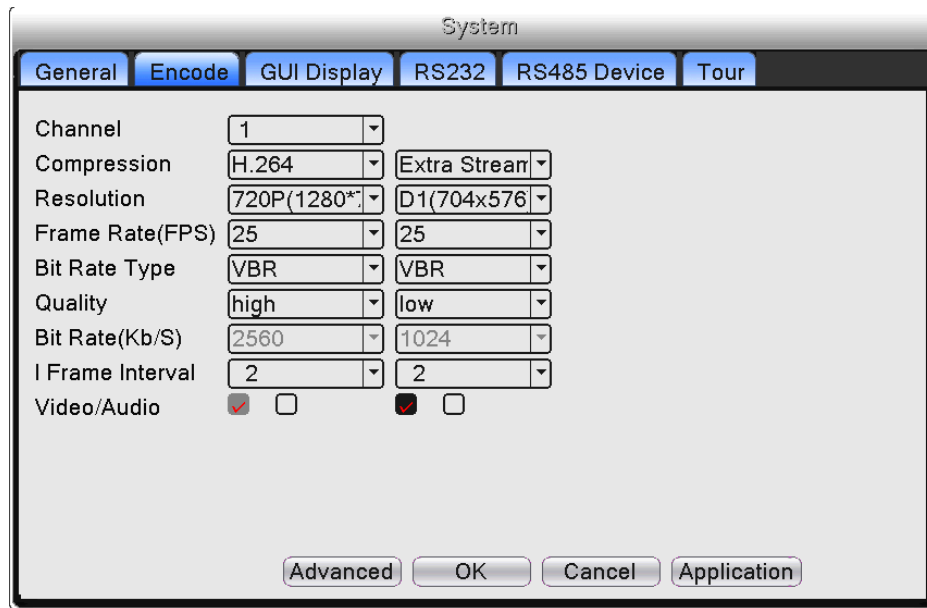 System
General Encode GUI Display RS232 RS485 Device Tour
Channel 1
Compression H.264 Extra Stream
Resolution 720P(1280* D1(704x576
Frame Rate(FPS) 25 25
Bit Rate Type VBR VBR
Quality high low
Bit Rate(Kb/S) 2560 1024
I Frame Interval 2 2
Video/Audio
Advanced OK Cancel Application